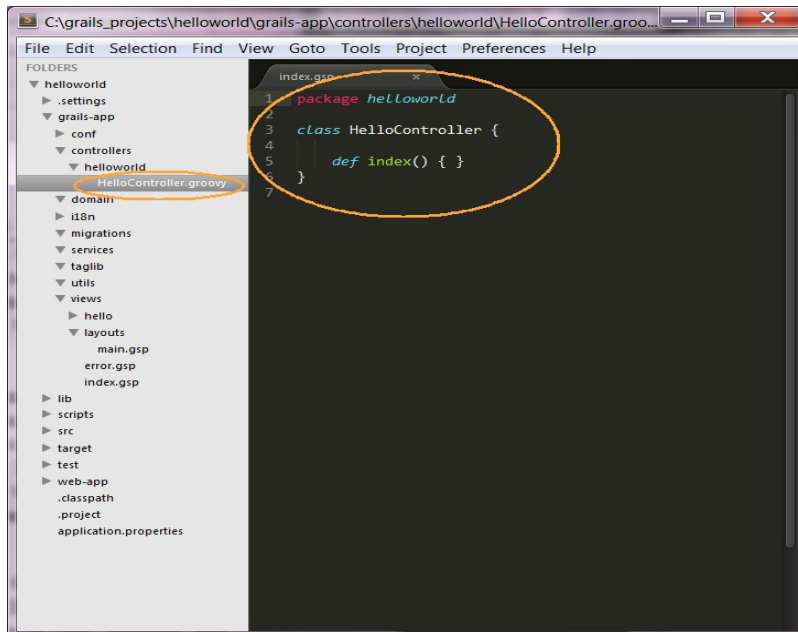 C:\grails_projects\helloworld\grails-app\controllers\helloworld\HelloController.groo...
File Edit Selection Find View Goto Tools Project Preferences Help
FOLDERS
helloworld
.settings
grails-app
conf
controllers
helloworld
HelloController.groovy
domain
i18n
migrations
services
taglib
utils
views
hello
layouts
main.gsp
error.gsp
index.gsp
lib
scripts
src
target
test
web-app
.classpath
.project
application.properties
index.gsp
1 package helloworld
2
3 class HelloController {
4
5 def index() { }
6 }
7